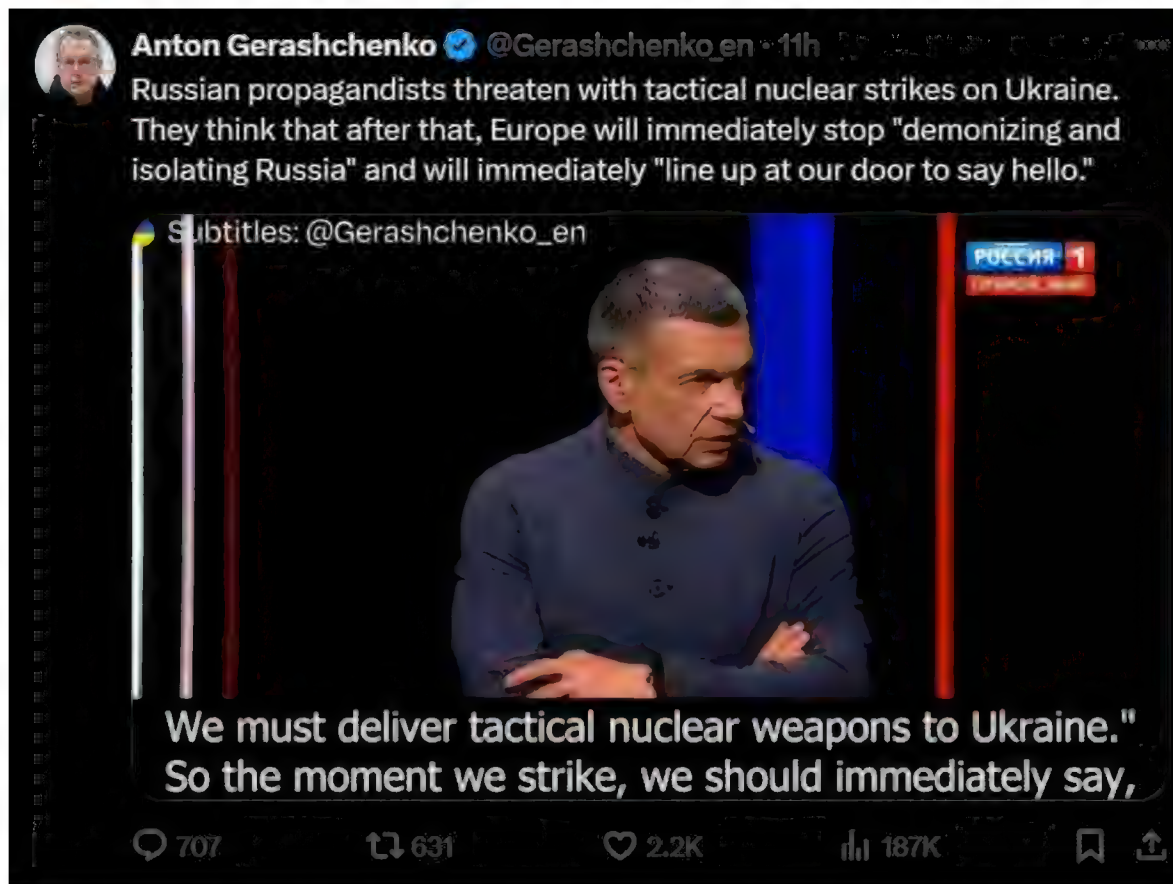 Anton Gerashchenko @Gerashchenko_en · 11h
Russian propagandists threaten with tactical nuclear strikes on Ukraine.
They think that after that, Europe will immediately stop "demonizing and
isolating Russia" and will immediately "line up at our door to say hello."
Subtitles: @Gerashchenko_en
РОССИЯ 1
We must deliver tactical nuclear weapons to Ukraine."
So the moment we strike, we should immediately say,
707 631 2.2K 187K